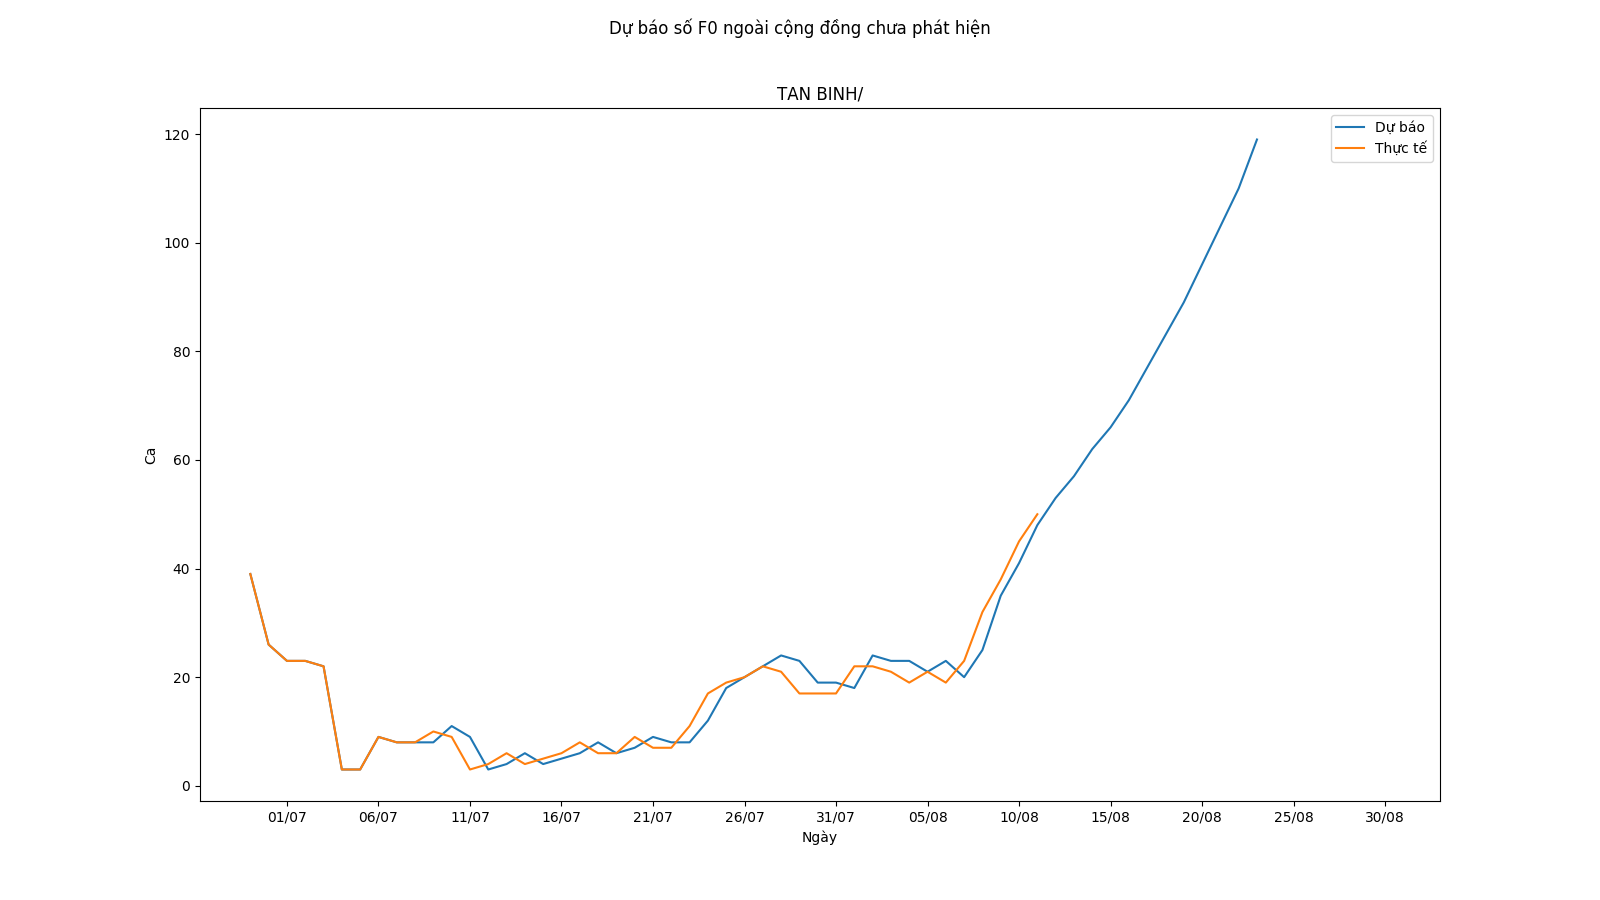 Dự báo số F0 ngoài cộng đồng chưa phát hiện
TAN BINH/
Dự báo
Thực tế
120
100
80
60
40
20
0
Ca
01/07 06/07 11/07 16/07 21/07 26/07 31/07 05/08 10/08 15/08 20/08 25/08 30/08
Ngày